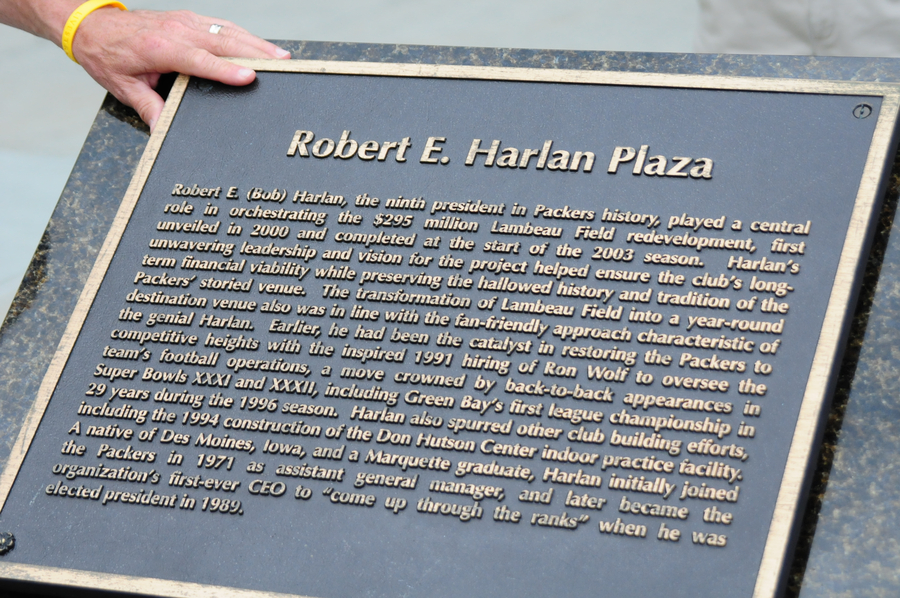 Robert E. Harlan Plaza
Robert E. (Bob) Harlan, the ninth president in Packers history, played a central
role in orchestrating the $295 million Lambeau Field redevelopment, first
unveiled in 2000 and completed at the start of the 2003 season. Harlan's
unwavering leadership and vision for the project helped ensure the club's long-
term financial viability while preserving the hallowed history and tradition of the
Packers' storied venue. The transformation of Lambeau Field into a year-round
destination venue also was in line with the fan-friendly approach characteristic of
the genial Harlan. Earlier, he had been the catalyst in restoring the Packers to
competitive heights with the inspired 1991 hiring of Ron Wolf to oversee the
team's football operations, a move crowned by back-to-back appearances in
Super Bowls XXXI and XXXII, including Green Bay's first league championship in
29 years during the 1996 season. Harlan also spurred other club building efforts,
including the 1994 construction of the Don Hutson Center indoor practice facility.
A native of Des Moines, Iowa, and a Marquette graduate, Harlan initially joined
the Packers in 1971 as assistant general manager, and later became the
organization's first-ever CEO to "come up through the ranks" when he was
elected president in 1989.